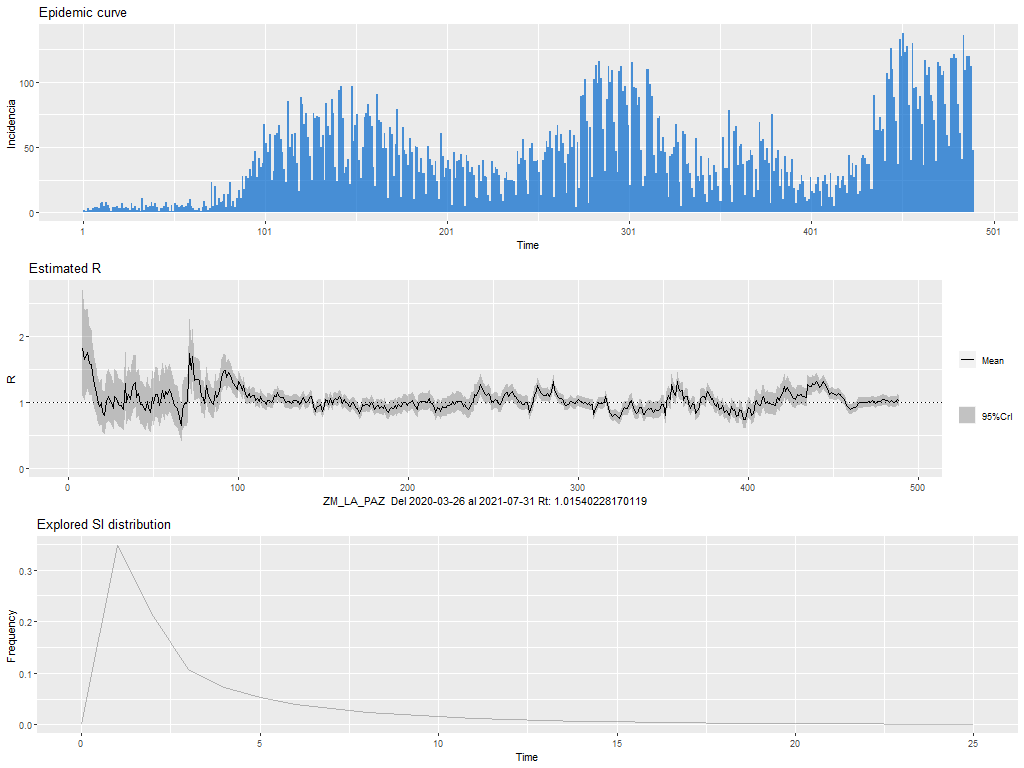 Epidemic curve
100
50
0
Incidencia
1 101 201 301 401 501
Time
Estimated R
2
1
0
R
Mean
95%CrI
0 100 200 300 400 500
ZM_LA_PAZ Del 2020-03-26 al 2021-07-31 Rt: 1.01540228170119
Explored SI distribution
0.3
0.2
0.1
0.0
Frequency
0 5 10 15 20 25
Time